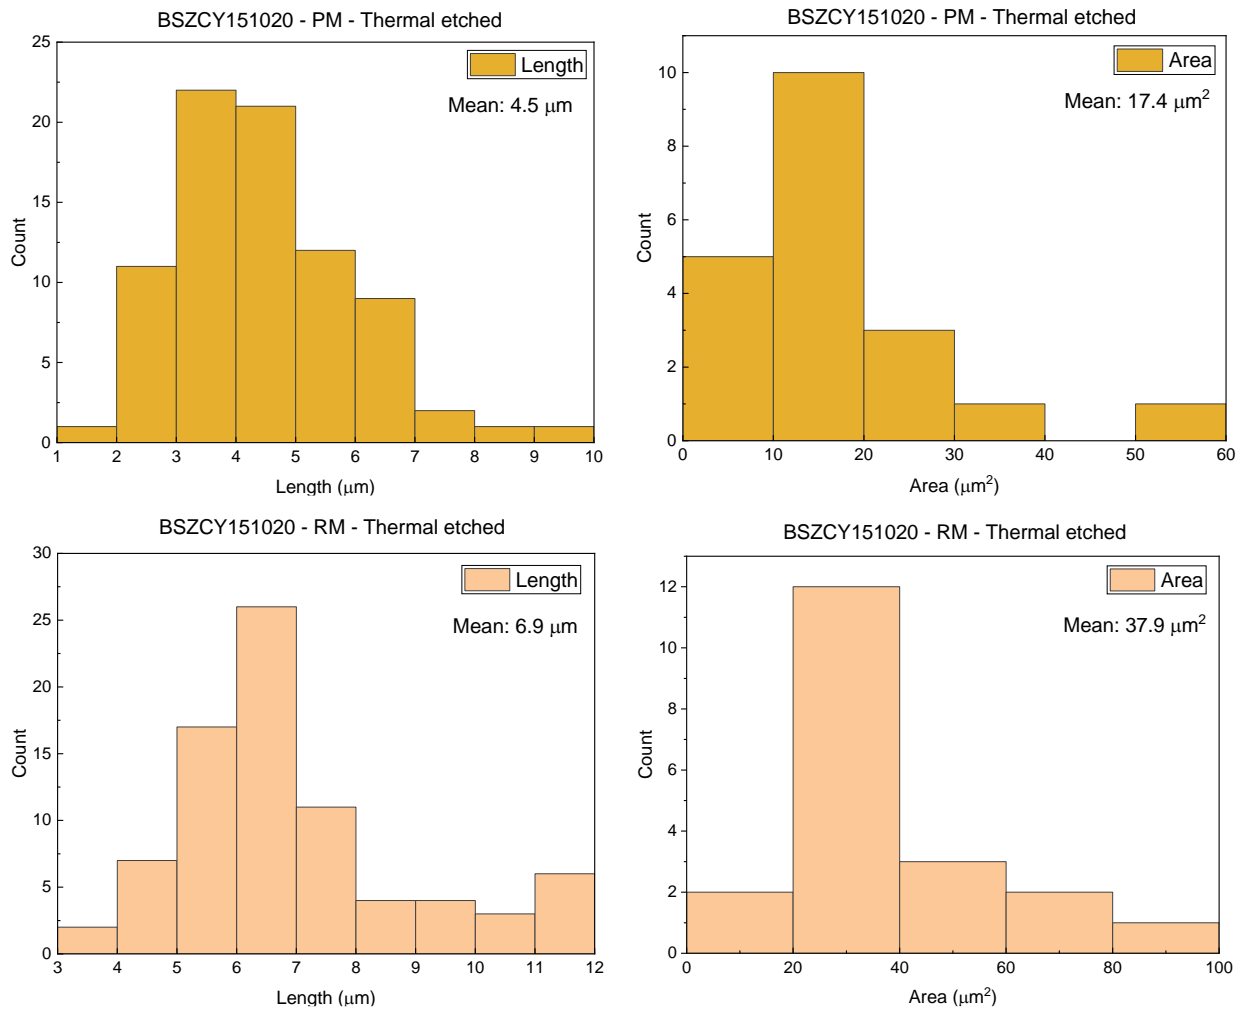 BSZCY151020 - PM - Thermal etched
Length
Mean: 4.5 μm
25
20
15
10
5
0
Count
1 2 3 4 5 6 7 8 9 10
Length (μm)
BSZCY151020 - PM - Thermal etched
Area
Mean: 17.4 μm²
10
8
6
4
2
0
Count
0 10 20 30 40 50 60
Area (μm²)
BSZCY151020 - RM - Thermal etched
Length
Mean: 6.9 μm
30
25
20
15
10
5
0
Count
3 4 5 6 7 8 9 10 11 12
Length (μm)
BSZCY151020 - RM - Thermal etched
Area
Mean: 37.9 μm²
12
10
8
6
4
2
0
Count
0 20 40 60 80 100
Area (μm²)